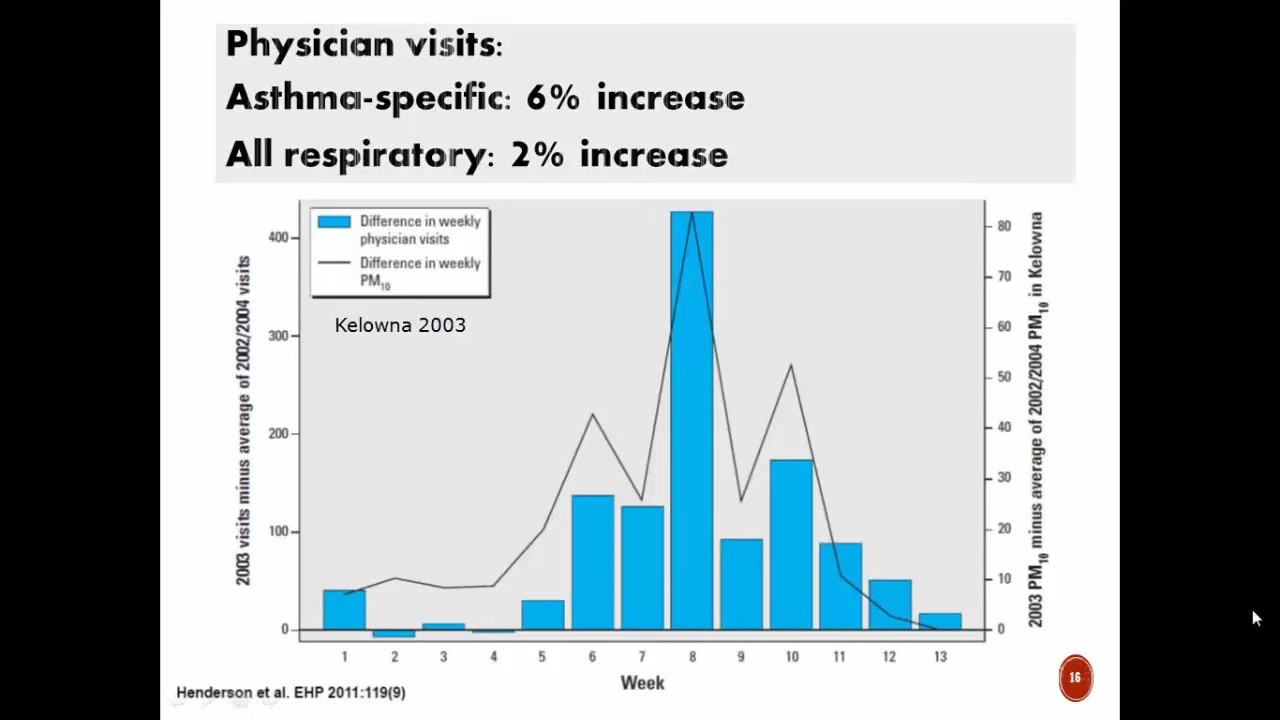 Physician visits:
Asthma-specific: 6% increase
All respiratory: 2% increase
Difference in weekly
physician visits
Difference in weekly
PM10
Kelowna 2003
2003 visits minus average of 2002/2004 visits
400
300
200
100
0
2003 PM10 minus average of 2002/2004 PM10 in Kelowna
80
70
60
50
40
30
20
10
0
1 2 3 4 5 6 7 8 9 10 11 12 13
Week
Henderson et al. EHP 2011:119(9)
16